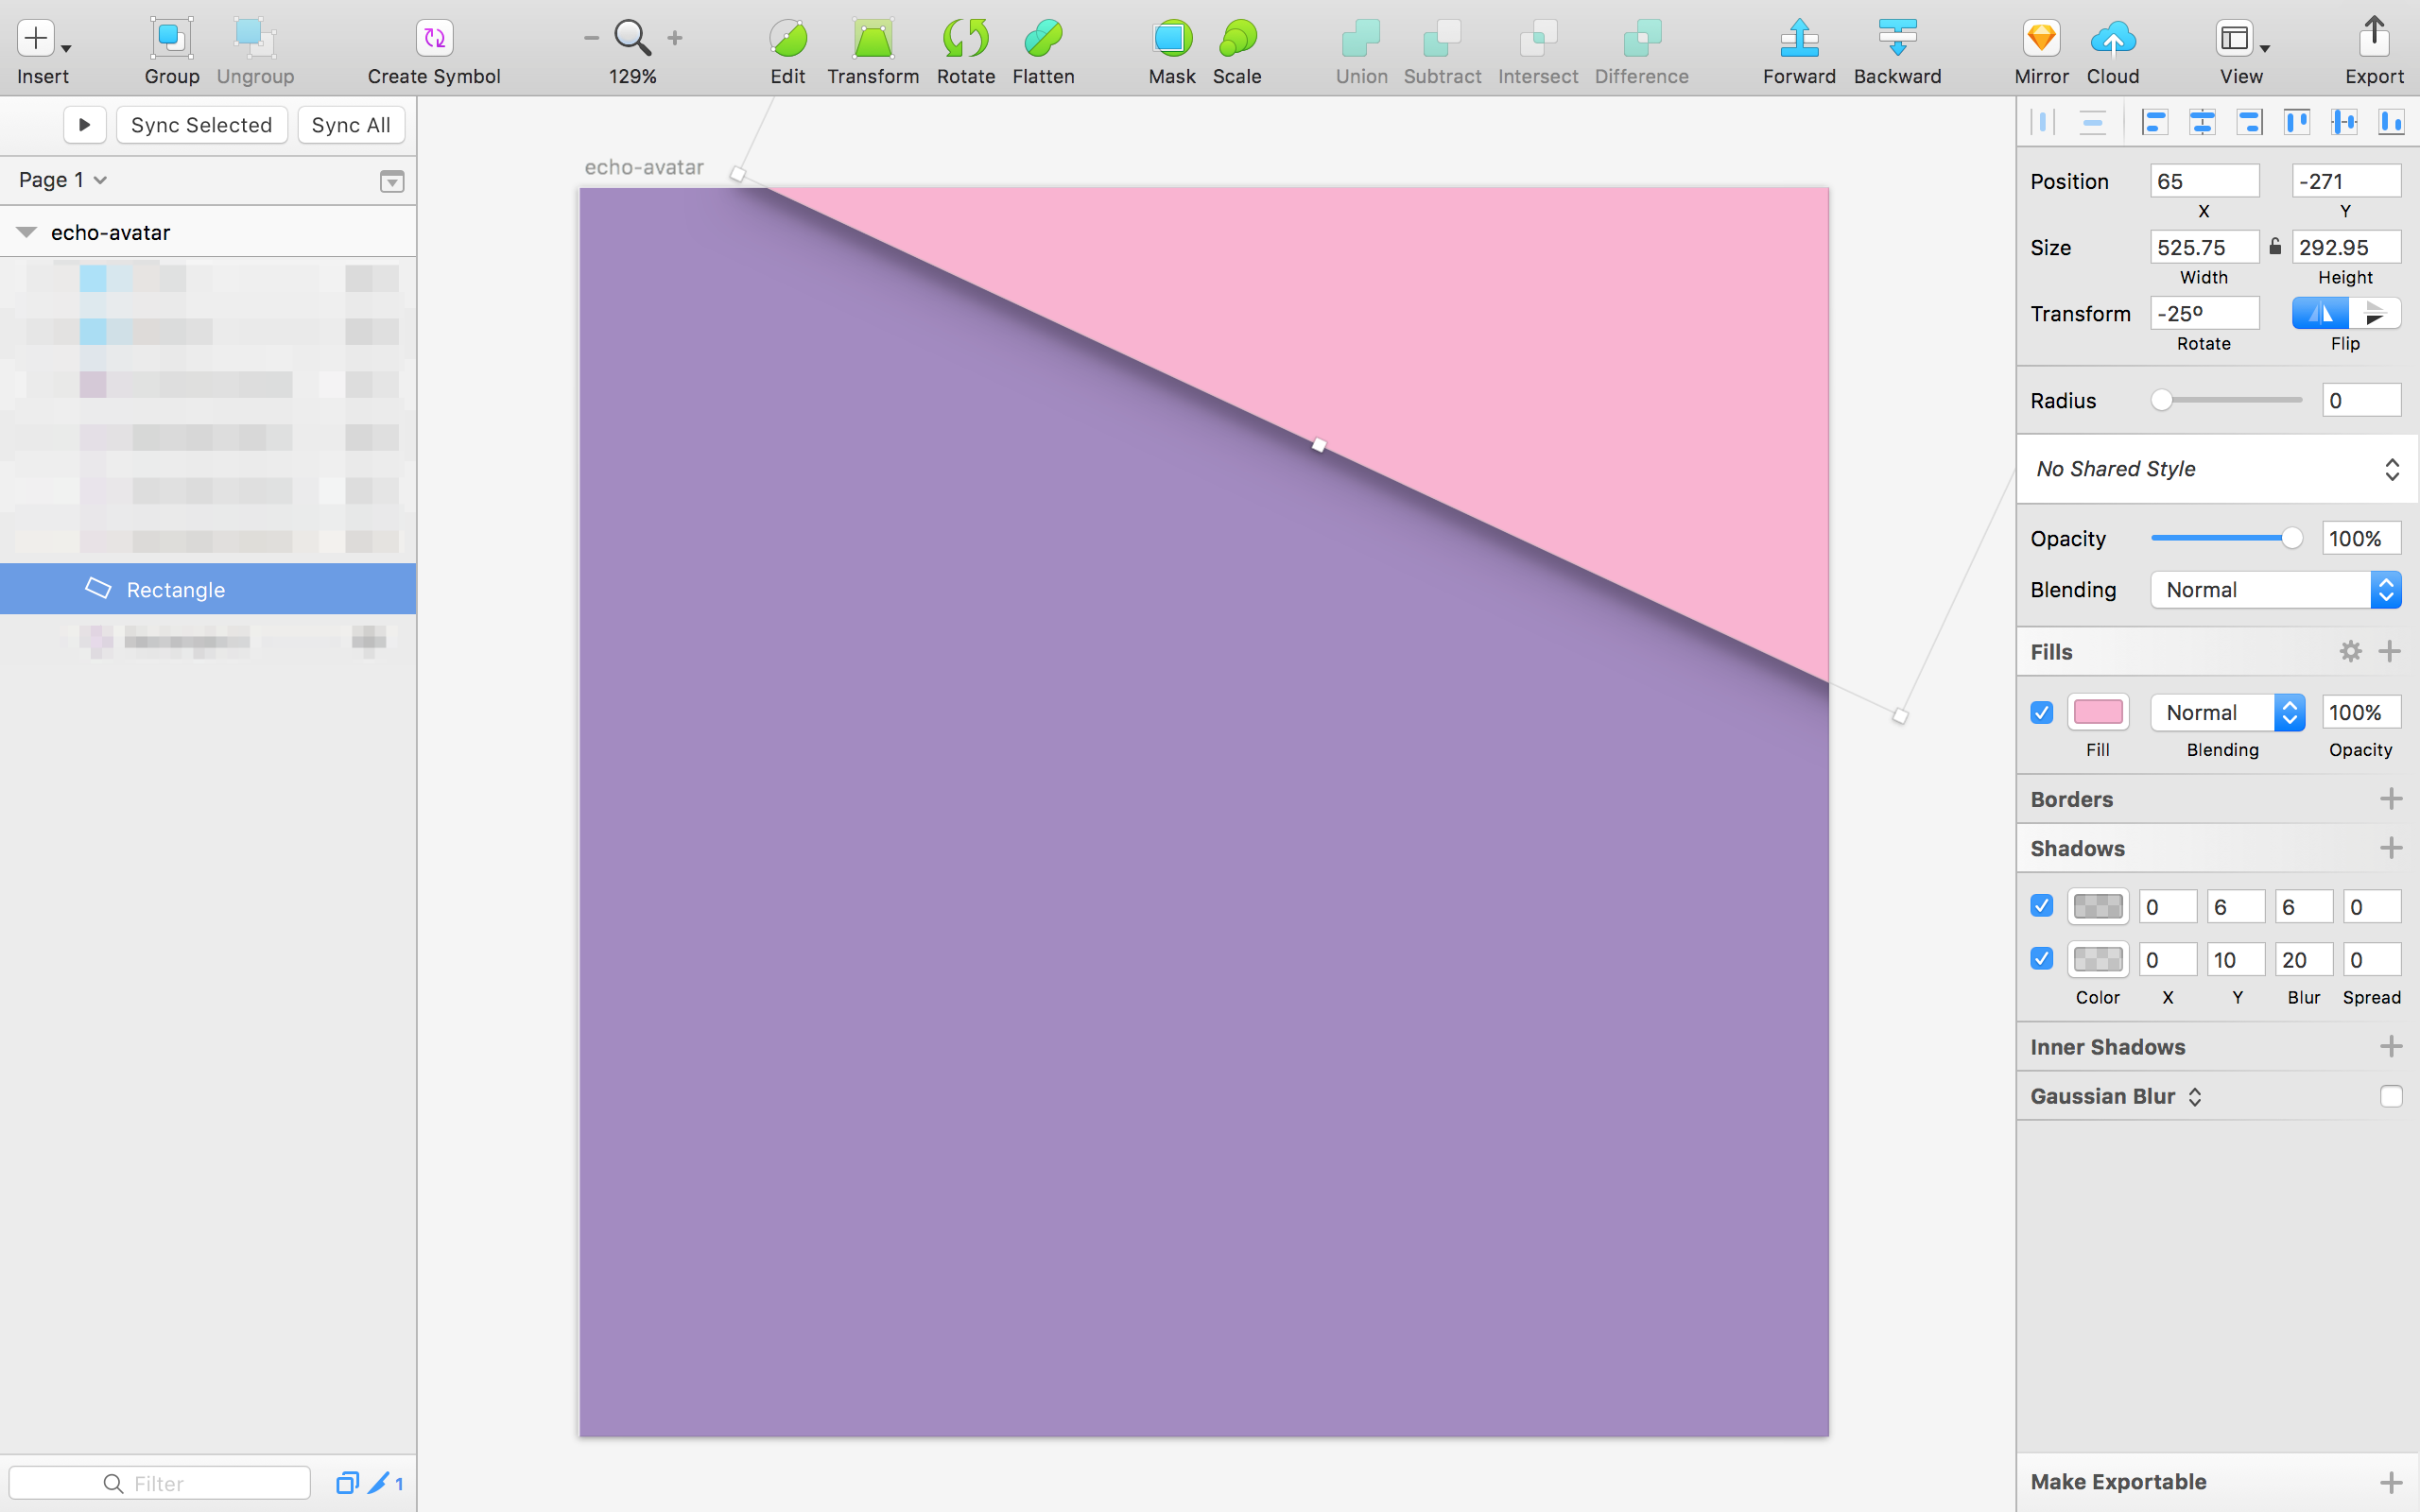 Insert Group Ungroup Create Symbol 129% Edit Transform Rotate Flatten Mask Scale Union Subtract Intersect Difference Forward Backward Mirror Cloud View Export
Sync Selected Sync All
Page 1
echo-avatar
Rectangle
Filter 1
echo-avatar
Position 65 -271
X Y
Size 525.75 292.95
Width Height
Transform -25º
Rotate Flip
Radius 0
No Shared Style
Opacity 100%
Blending Normal
Fills
Normal 100%
Fill Blending Opacity
Borders
Shadows
0 6 6 0
0 10 20 0
Color X Y Blur Spread
Inner Shadows
Gaussian Blur
Make Exportable